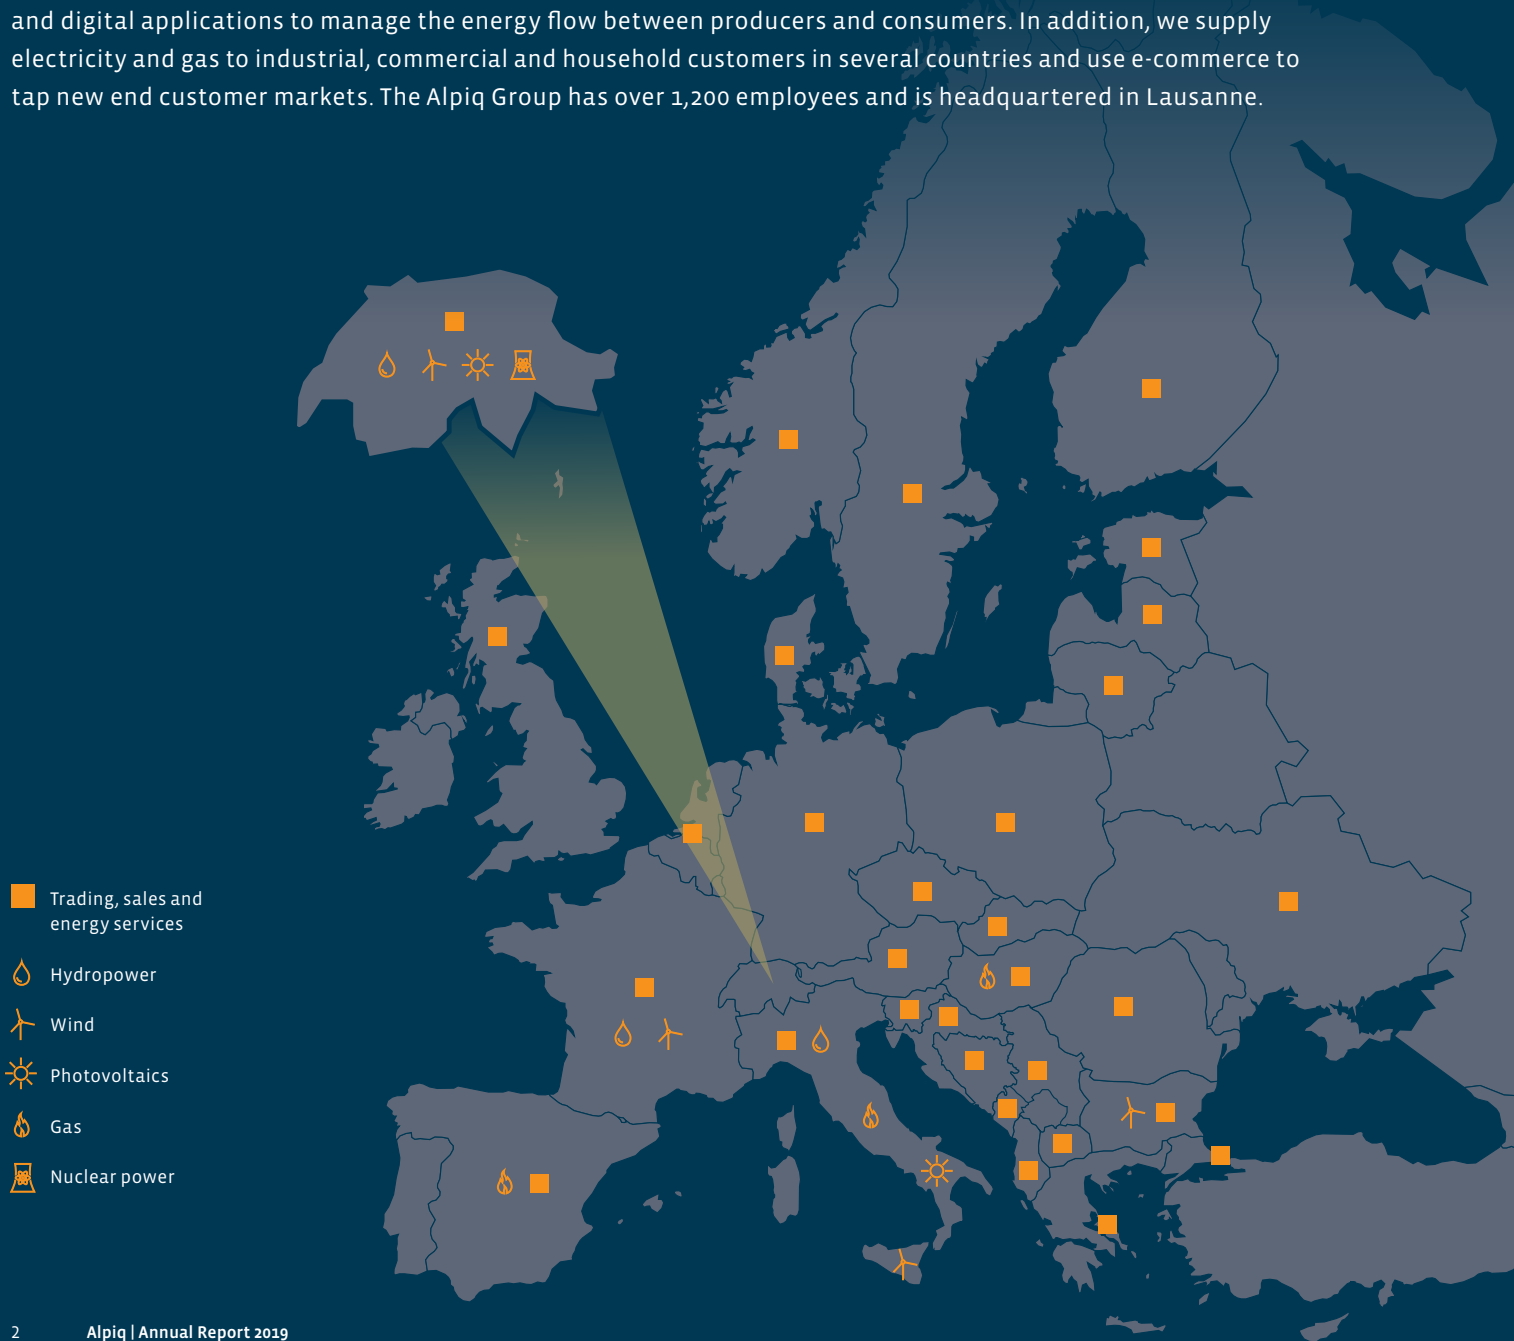 and digital applications to manage the energy flow between producers and consumers. In addition, we supply
electricity and gas to industrial, commercial and household customers in several countries and use e-commerce to
tap new end customer markets. The Alpiq Group has over 1,200 employees and is headquartered in Lausanne.
Trading, sales and
energy services
Hydropower
Wind
Photovoltaics
Gas
Nuclear power
2 Alpiq | Annual Report 2019